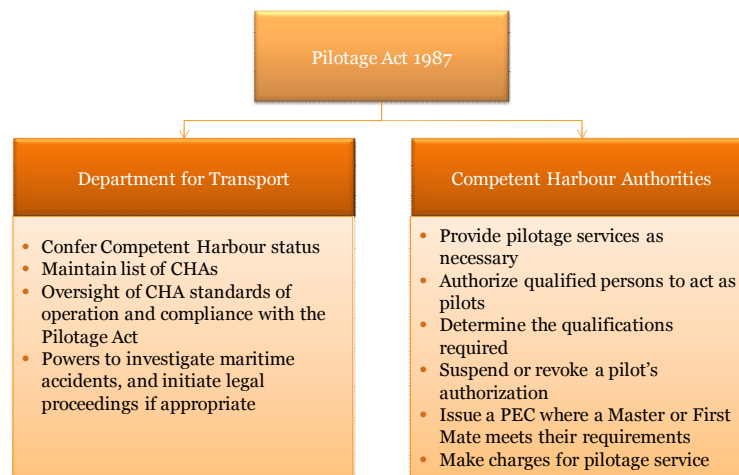 Pilotage Act 1987
Department for Transport
• Confer Competent Harbour status
• Maintain list of CHAs
• Oversight of CHA standards of
operation and compliance with the
Pilotage Act
• Powers to investigate maritime
accidents, and initiate legal
proceedings if appropriate
Competent Harbour Authorities
• Provide pilotage services as
necessary
• Authorize qualified persons to act as
pilots
• Determine the qualifications
required
• Suspend or revoke a pilot’s
authorization
• Issue a PEC where a Master or First
Mate meets their requirements
• Make charges for pilotage service